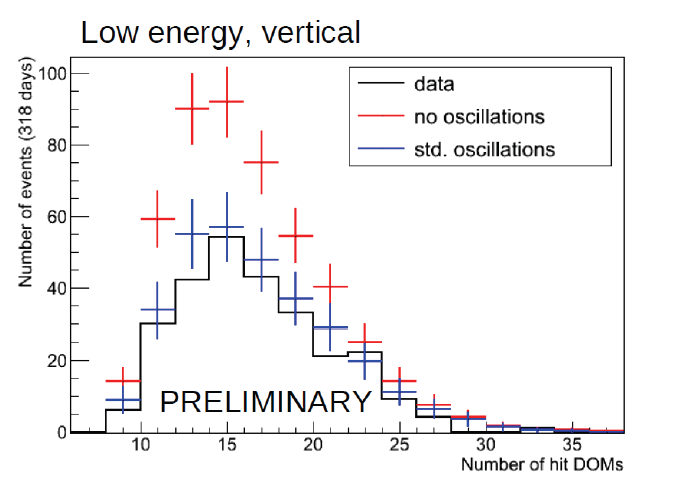 Low energy, vertical
Number of events (318 days)
100
80
60
40
20
0
data
no oscillations
std. oscillations
PRELIMINARY
10 15 20 25 30 35
Number of hit DOMs